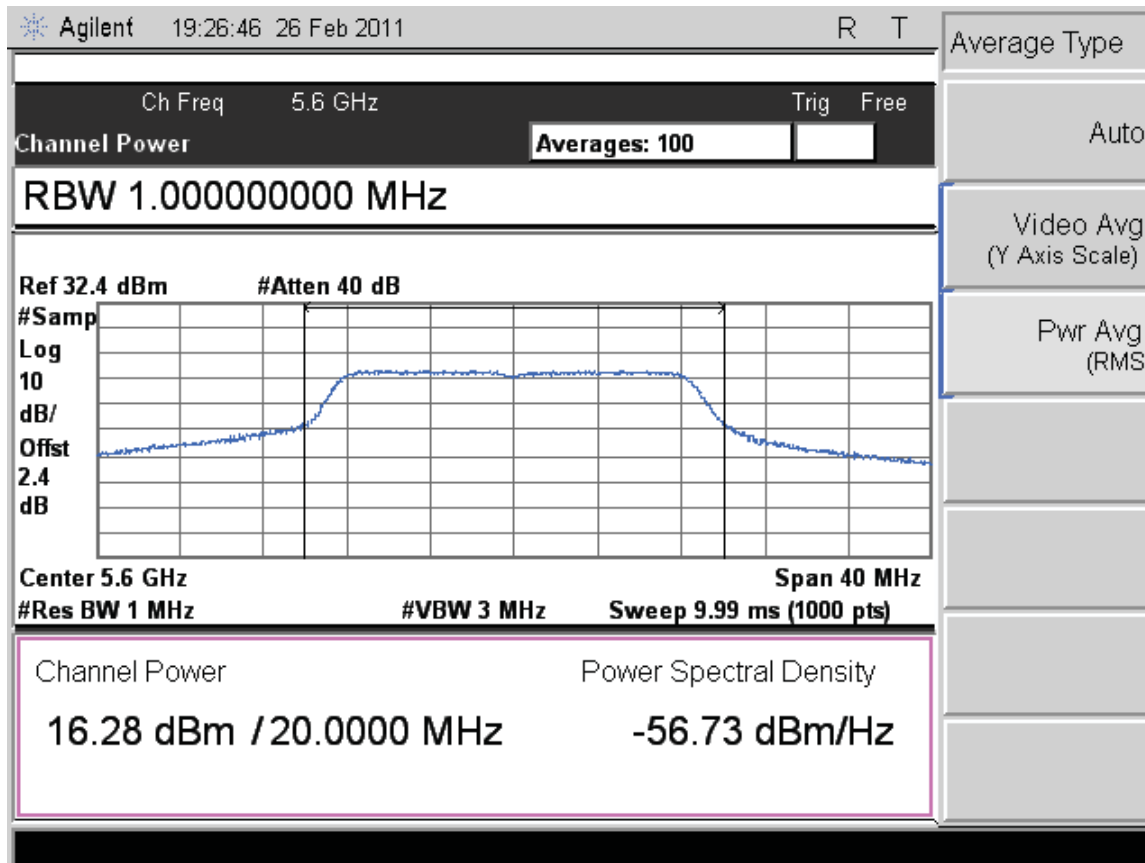 Agilent 19:26:46 26 Feb 2011 R T
Average Type
Ch Freq 5.6 GHz Trig Free
Channel Power Averages: 100
Auto
RBW 1.000000000 MHz
Video Avg
(Y Axis Scale)
Ref 32.4 dBm #Atten 40 dB
#Samp
Log
10
dB/
Offst
2.4
dB
Pwr Avg
(RMS
Center 5.6 GHz Span 40 MHz
#Res BW 1 MHz #VBW 3 MHz Sweep 9.99 ms (1000 pts)
Channel Power Power Spectral Density
16.28 dBm / 20.0000 MHz -56.73 dBm/Hz